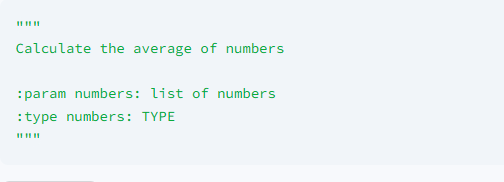 """
Calculate the average of numbers

:param numbers: list of numbers
:type numbers: TYPE
"""